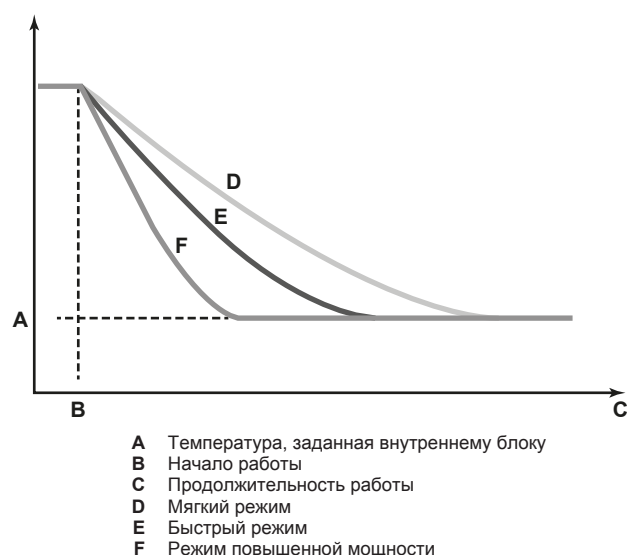 D
E
F
A
B
C
A Температура, заданная внутреннему блоку
B Начало работы
C Продолжительность работы
D Мягкий режим
E Быстрый режим
F Режим повышенной мощности